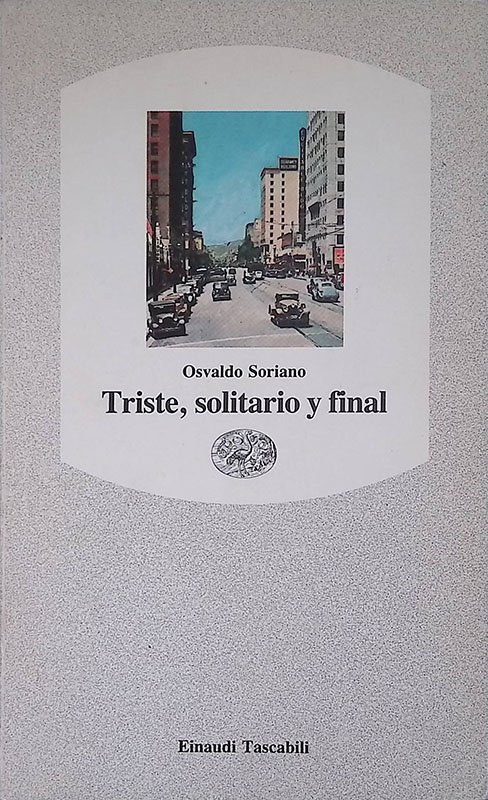 Osvaldo Soriano
Triste, solitario y final
Einaudi Tascabili